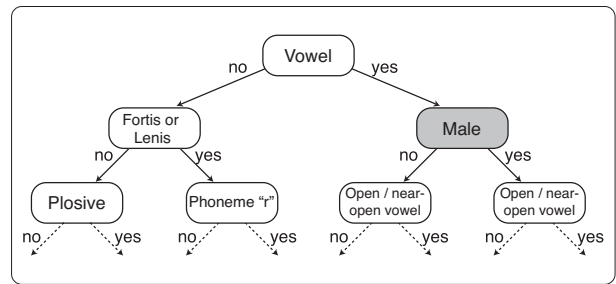 Vowel
no
yes
Fortis or
Lenis
Male
no
yes
no
yes
Plosive
Phoneme "r"
Open / near-
open vowel
Open / near-
open vowel
no
yes
no
yes
no
yes
no
yes